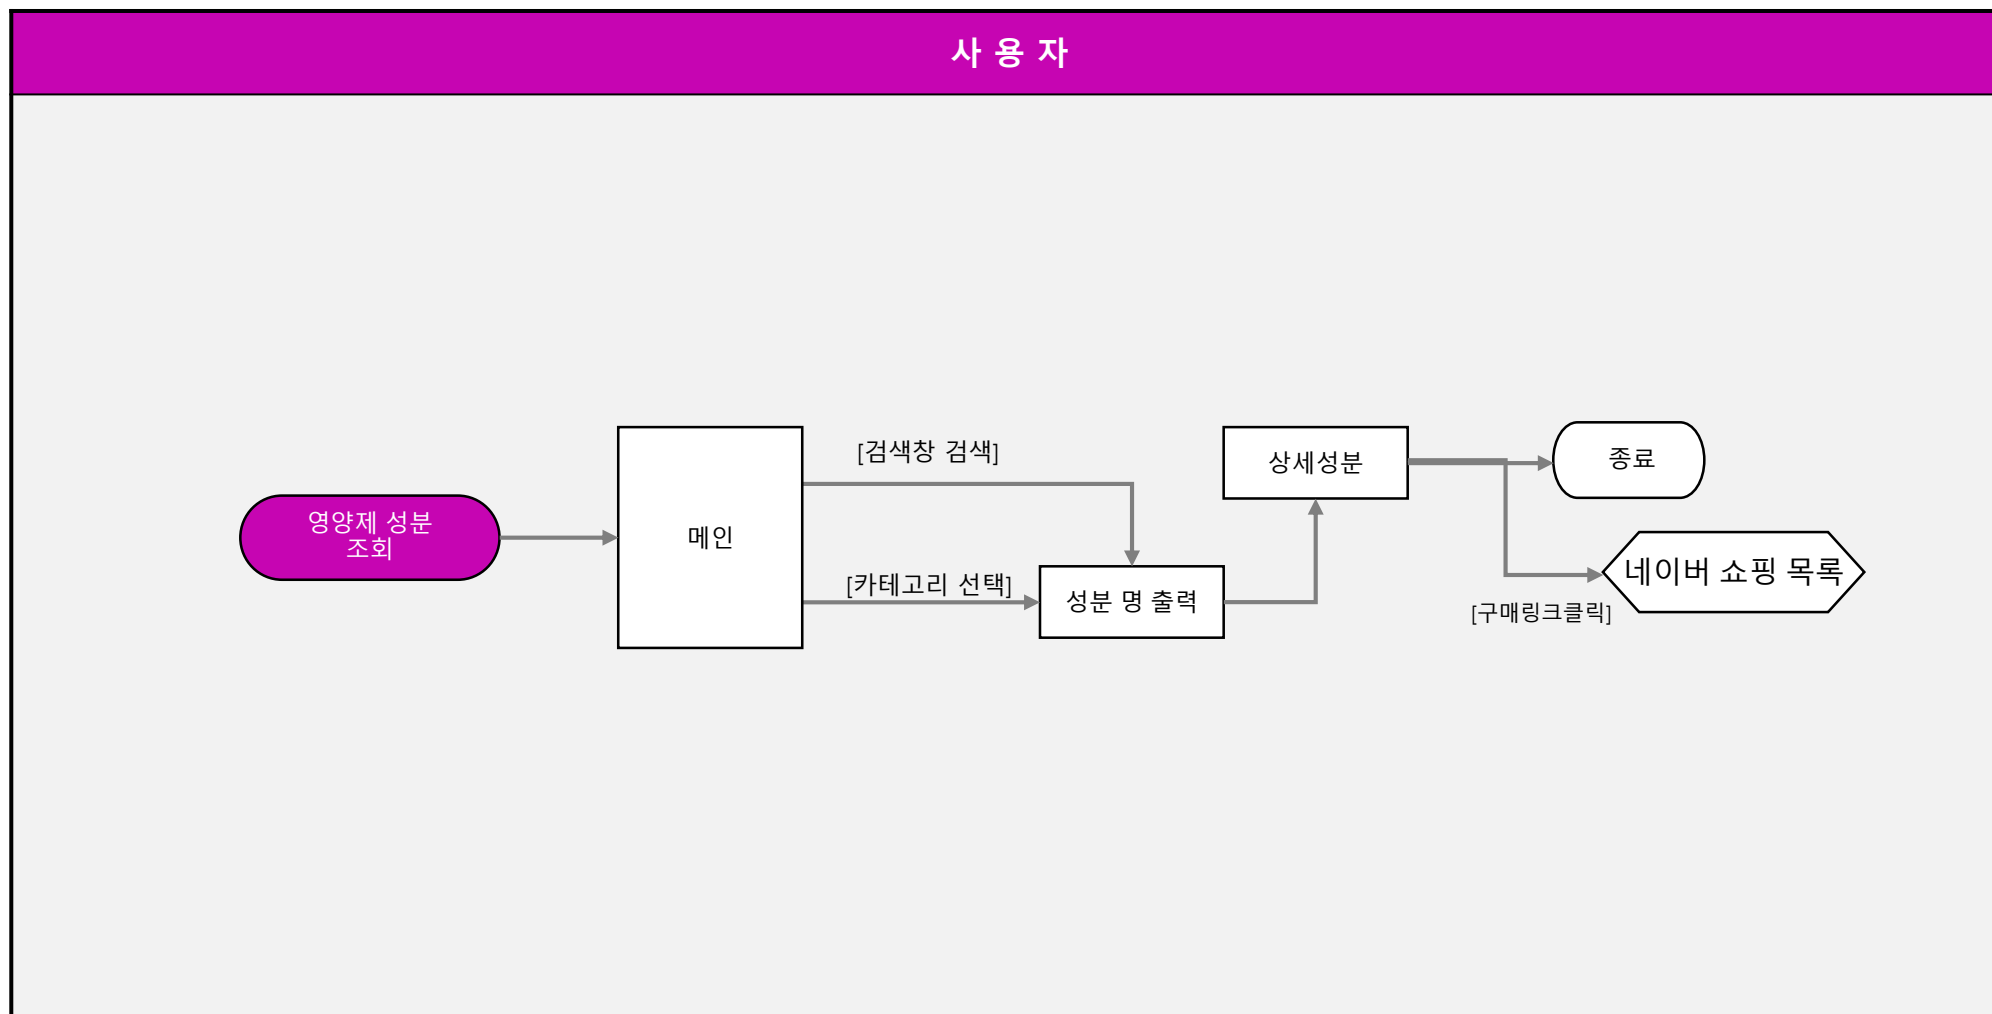 사 용 자
영양제 성분
조회
메인
[검색창 검색]
[카테고리 선택]
성분 명 출력
상세성분
종료
네이버 쇼핑 목록
[구매링크클릭]